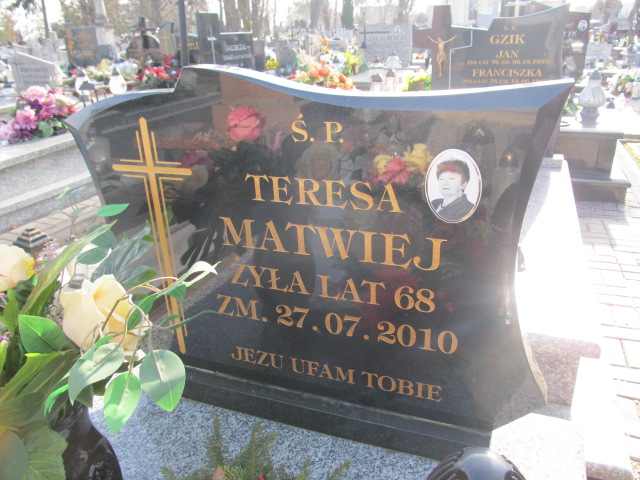 Ś. P.
TERESA
MATWIEJ
ŻYŁA LAT 68
ZM. 27.07.2010
JEZU UFAM TOBIE
Ś. P.
GZIK
JAN
FRANCISZKA